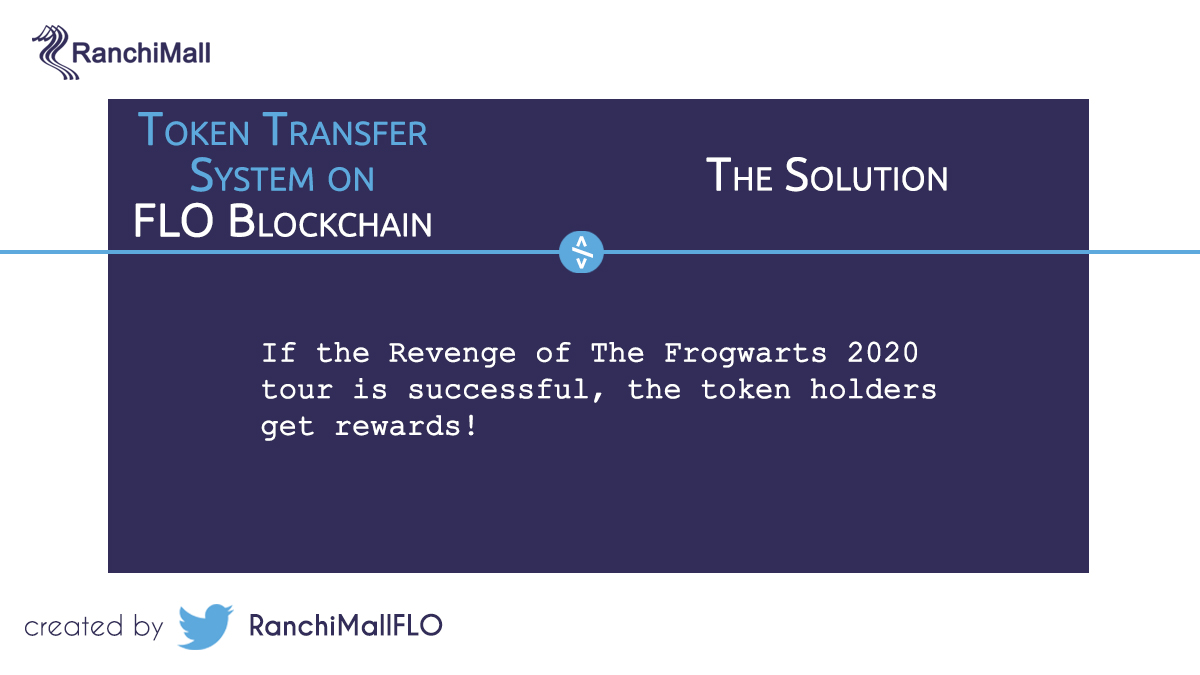 RanchiMall
Token Transfer
System on
FLO Blockchain
The Solution
If the Revenge of The Frogwarts 2020
tour is successful, the token holders
get rewards!
created by RanchiMallFLO